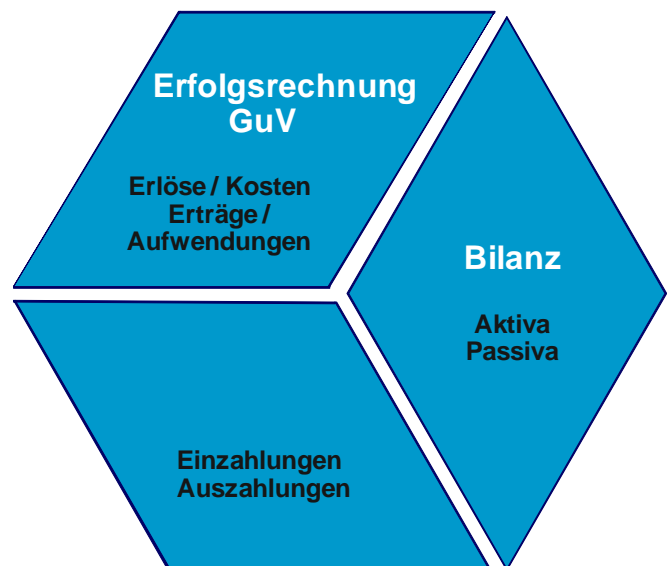 Erfolgsrechnung
GuV
Erlöse / Kosten
Erträge /
Aufwendungen
Bilanz
Aktiva
Passiva
Einzahlungen
Auszahlungen